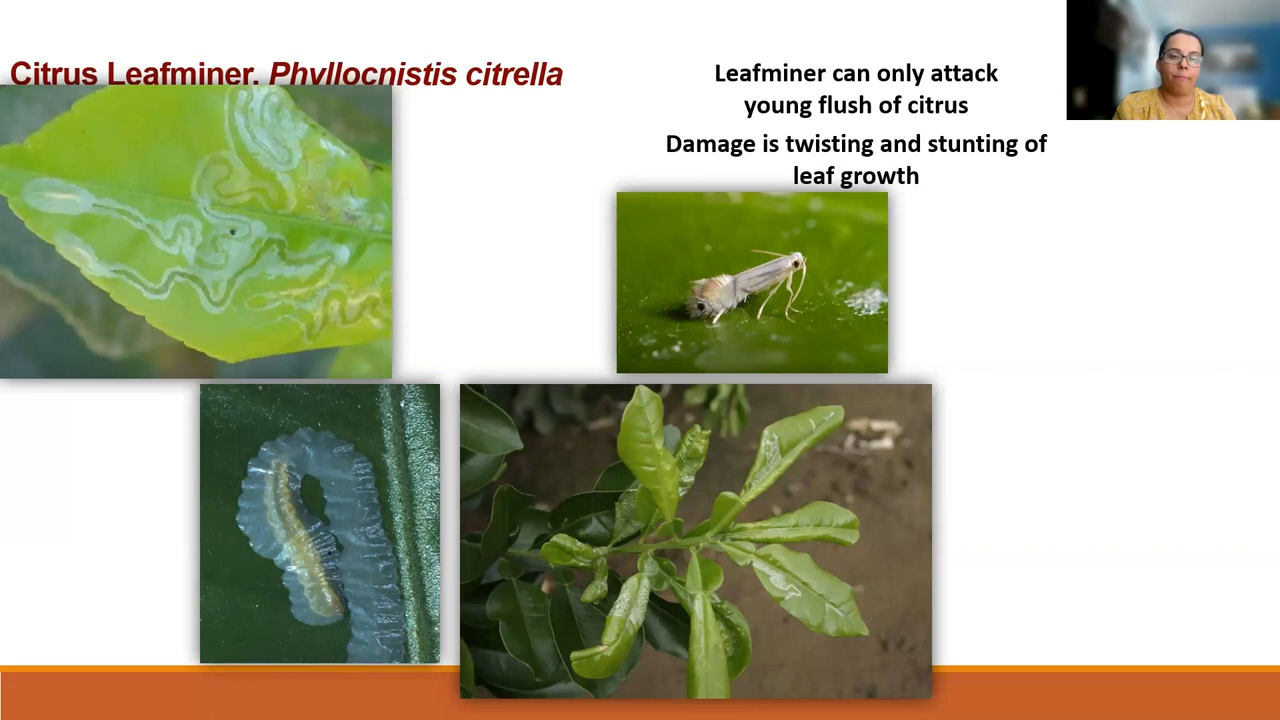 Citrus Leafminer, Phyllocnistis citrella
Leafminer can only attack
young flush of citrus
Damage is twisting and stunting of
leaf growth